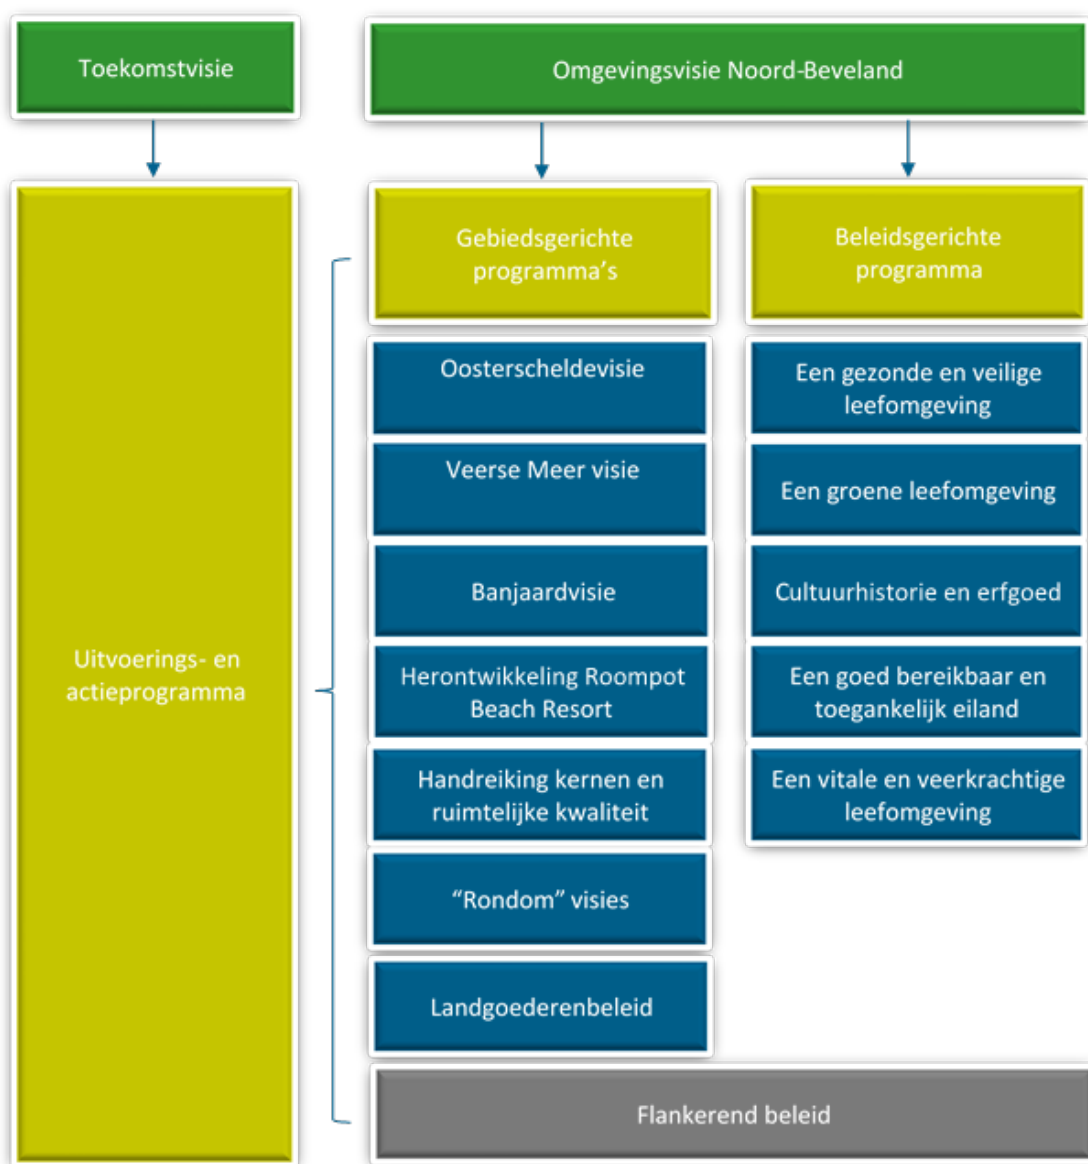 Toekomstvisie
Omgevingsvisie Noord-Beveland
Uitvoerings- en
actieprogramma
Gebiedsgerichte
programma’s
Oosterscheldevisie
Veerse Meer visie
Banjaardvisie
Herontwikkeling Roompot
Beach Resort
Handreiking kernen en
ruimtelijke kwaliteit
“Rondom” visies
Landgoederenbeleid
Beleidsgerichte
programma
Een gezonde en veilige
leefomgeving
Een groene leefomgeving
Cultuurhistorie en erfgoed
Een goed bereikbaar en
toegankelijk eiland
Een vitale en veerkrachtige
leefomgeving
Flankerend beleid